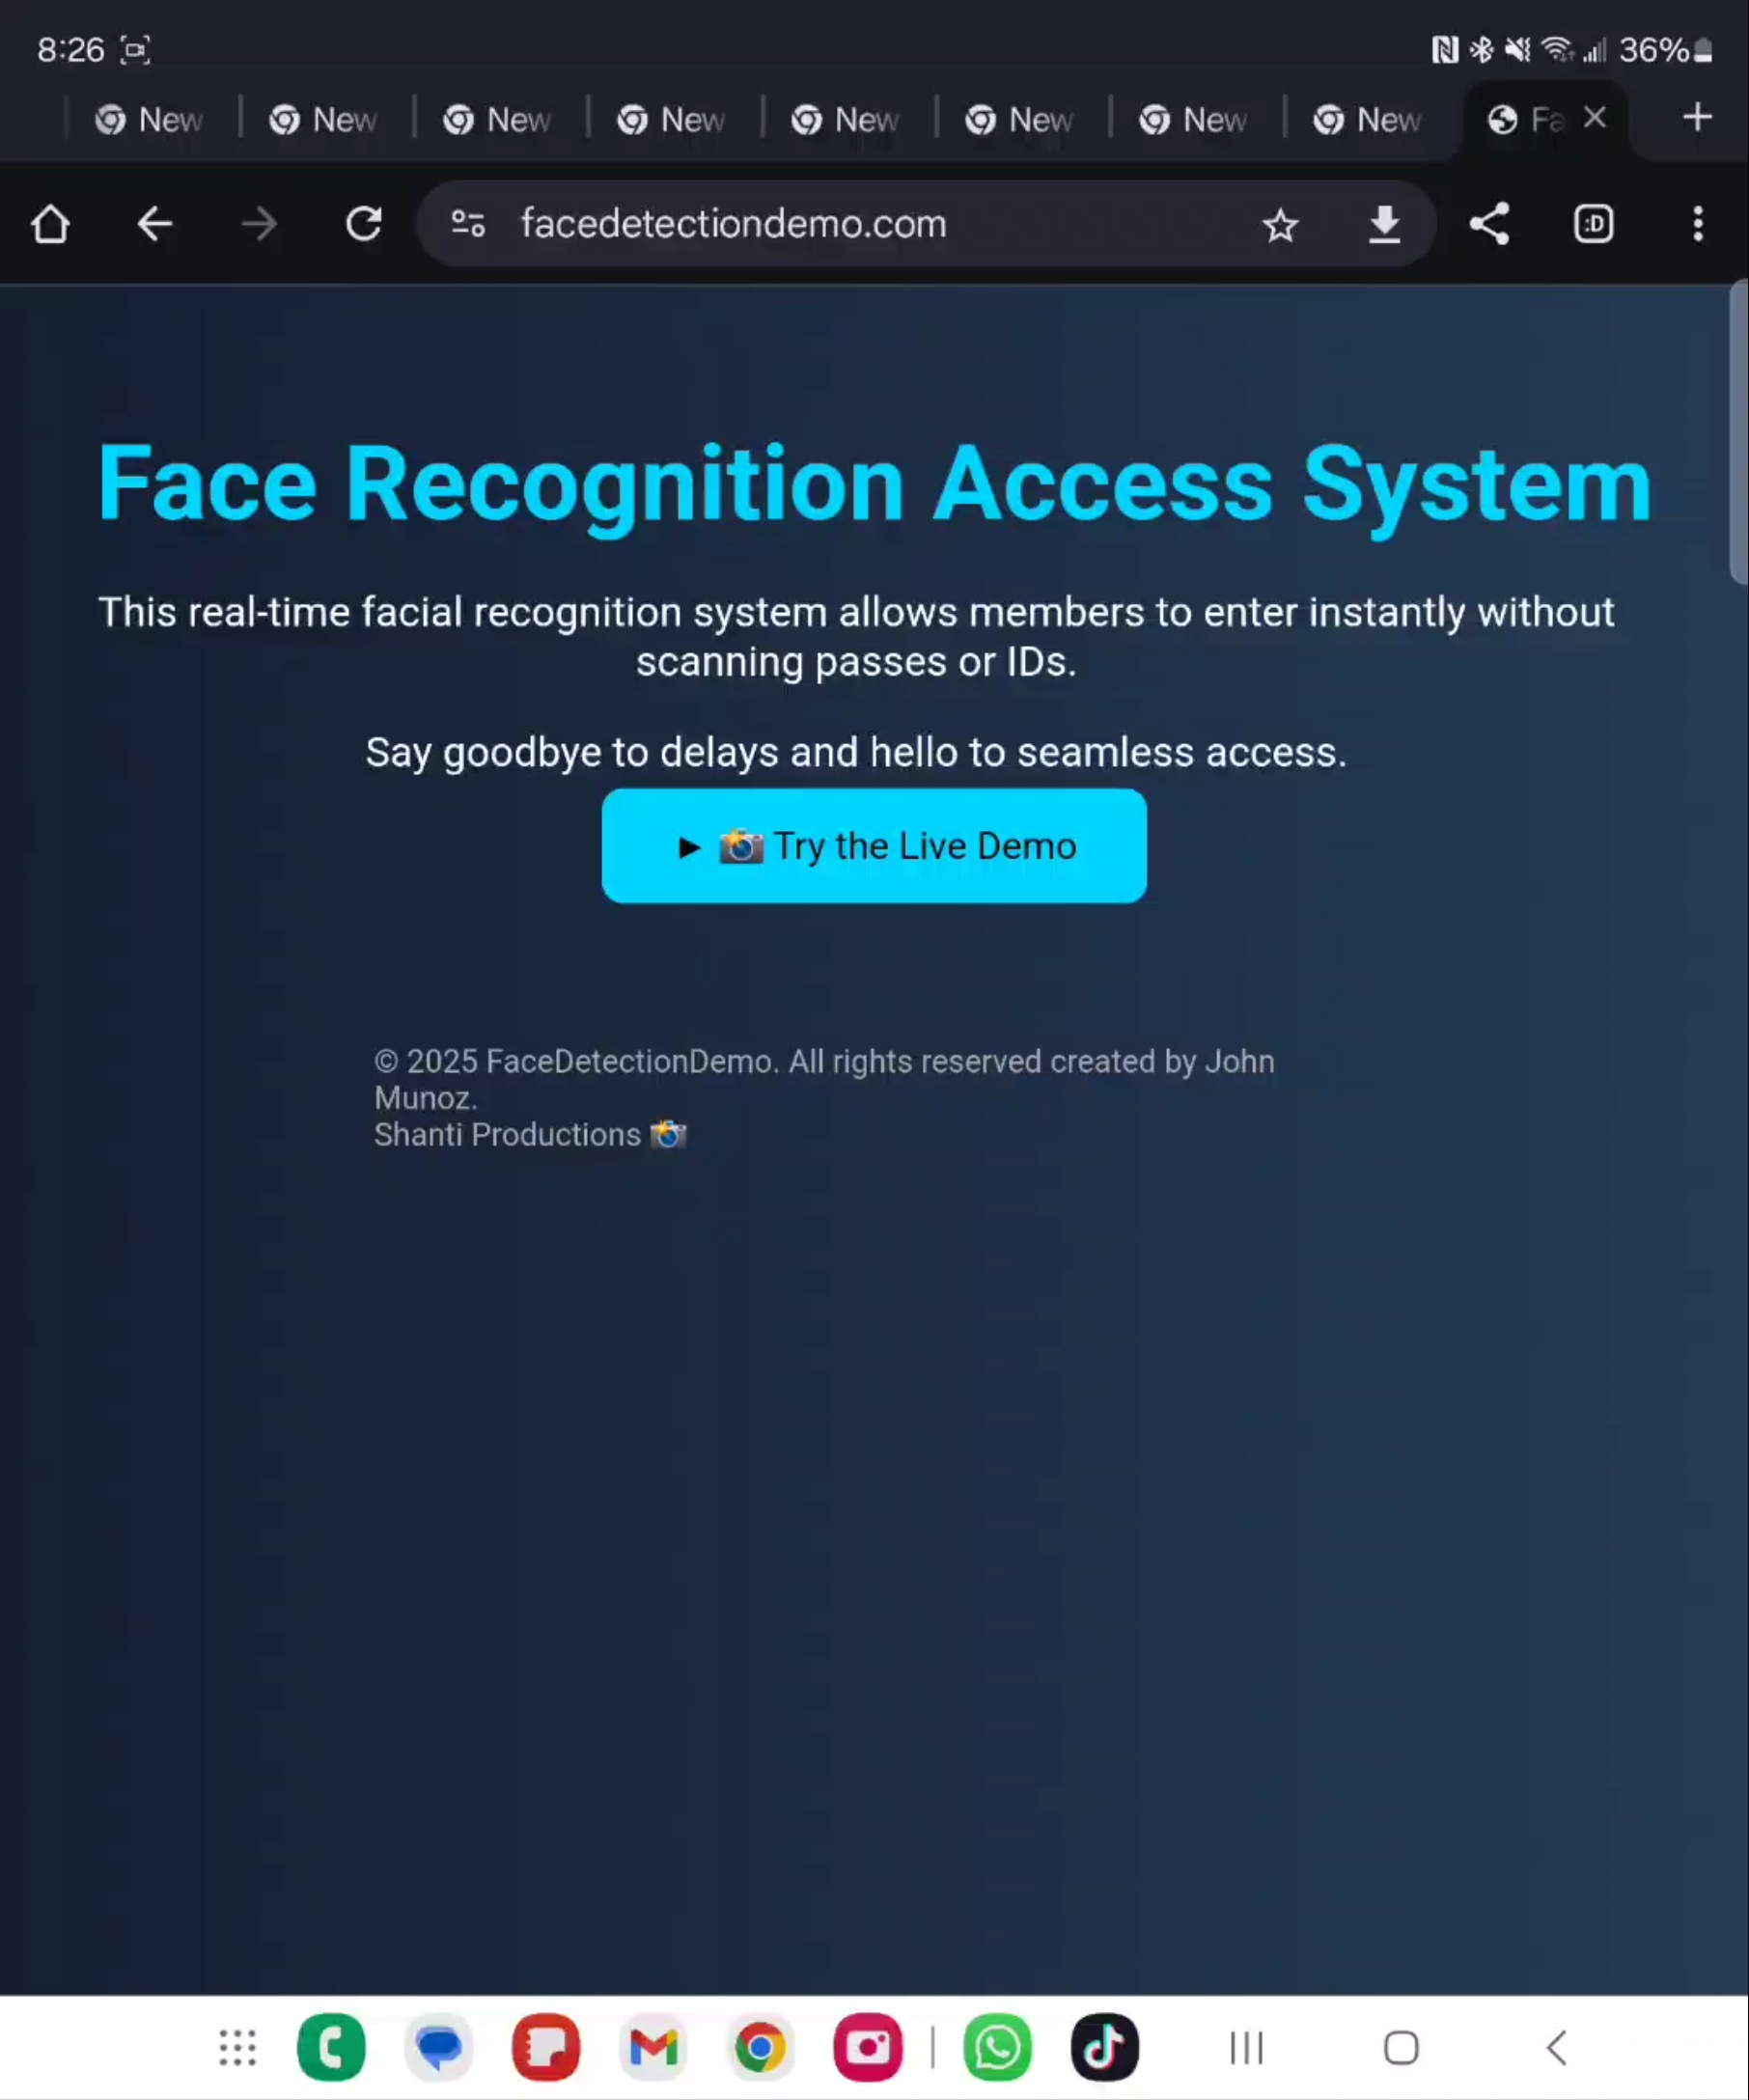 8:26
36%
New
New
New
New
New
New
New
New
Fa
facedetectiondemo.com
:D
Face Recognition Access System
This real-time facial recognition system allows members to enter instantly without
scanning passes or IDs.
Say goodbye to delays and hello to seamless access.
▶ 📸 Try the Live Demo
© 2025 FaceDetectionDemo. All rights reserved created by John
Munoz.
Shanti Productions 📸